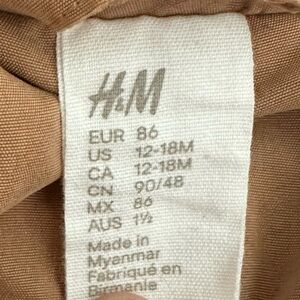 H&M
EUR 86
US 12-18M
CA 12-18M
CN 90/48
MX 86
AUS 1½
Made in
Myanmar
Fabriqué en
Birmanie